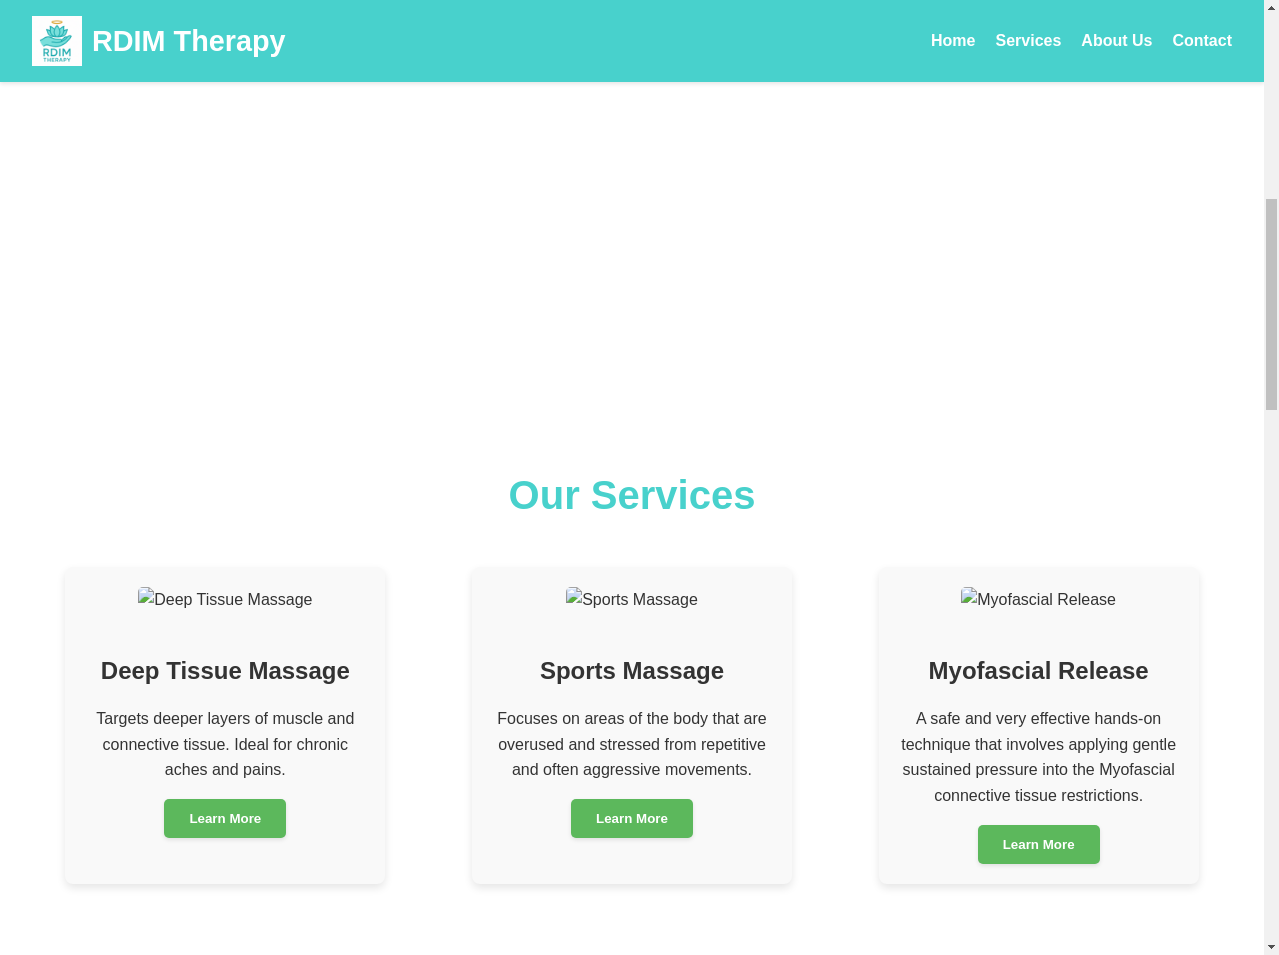 RDIM
THERAPY
RDIM Therapy
Home Services About Us Contact
Our Services
Deep Tissue Massage
Deep Tissue Massage
Targets deeper layers of muscle and
connective tissue. Ideal for chronic
aches and pains.
Learn More
Sports Massage
Sports Massage
Focuses on areas of the body that are
overused and stressed from repetitive
and often aggressive movements.
Learn More
Myofascial Release
Myofascial Release
A safe and very effective hands-on
technique that involves applying gentle
sustained pressure into the Myofascial
connective tissue restrictions.
Learn More